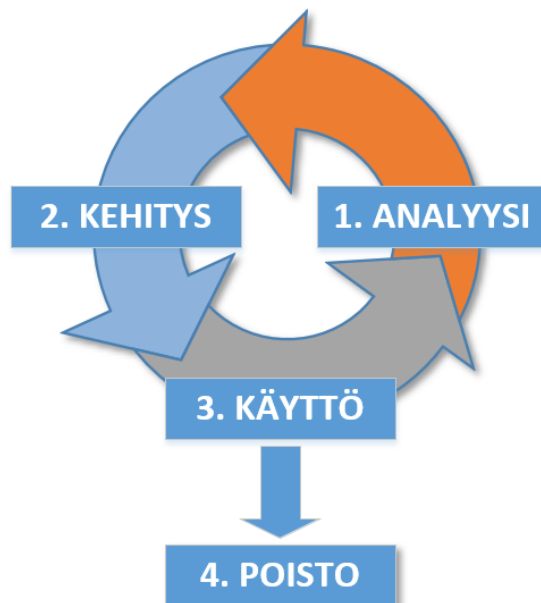 2. KEHITYS
1. ANALYYSI
3. KÄYTTÖ
4. POISTO